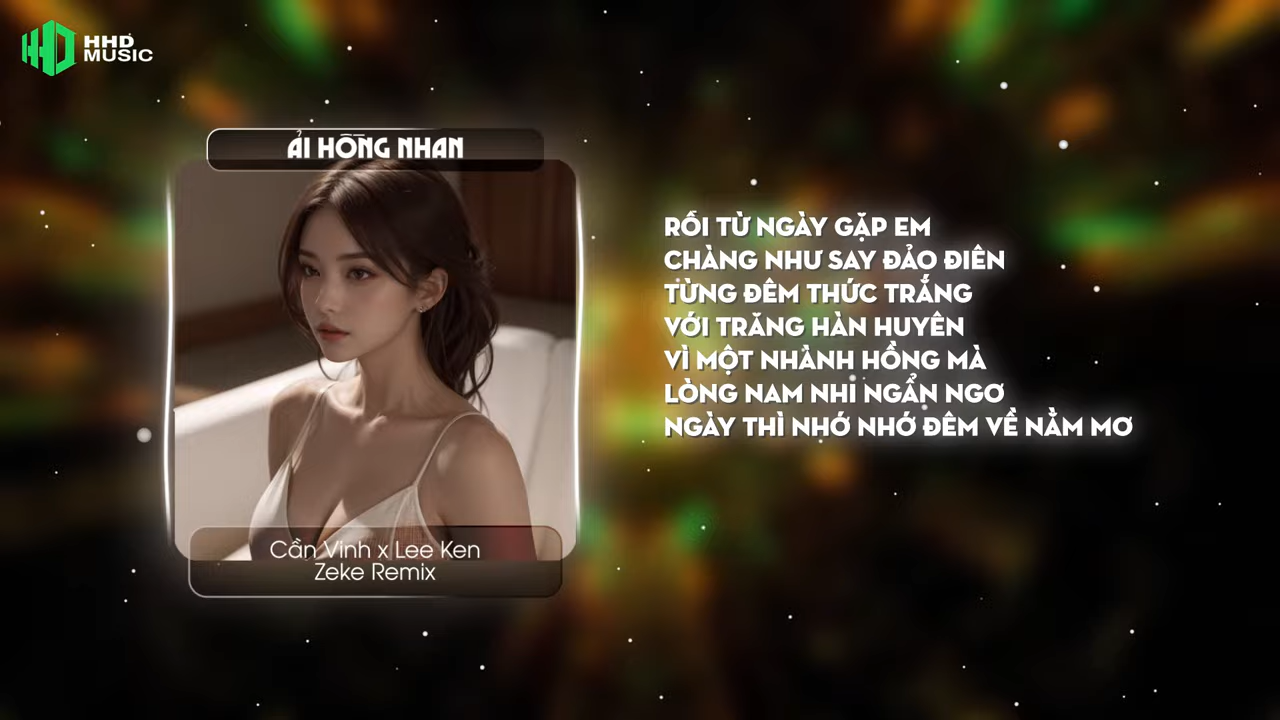 HHD
MUSIC
ẢI HỒNG NHAN
Cần Vinh x Lee Ken
Zeke Remix
RỐI TỪ NGÀY GẶP EM
CHÀNG NHƯ SAY ĐẢO ĐIÊN
TỪNG ĐÊM THỨC TRẮNG
VỚI TRĂNG HÀN HUYÊN
VÌ MỘT NHÀNH HỒNG MÀ
LÒNG NAM NHI NGẨN NGƠ
NGÀY THÌ NHỚ NHỚ ĐÊM VỀ NẰM MƠ